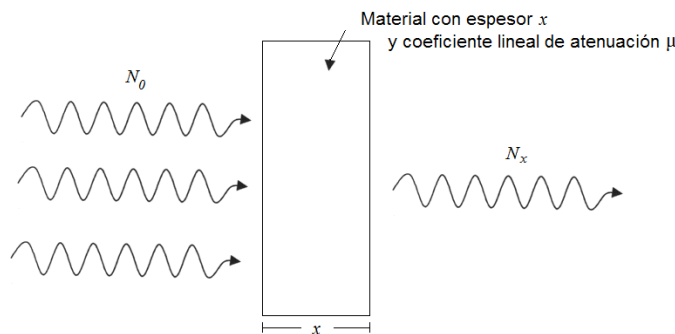 Material con espesor x
y coeficiente lineal de atenuación μ
N0
Nx
x